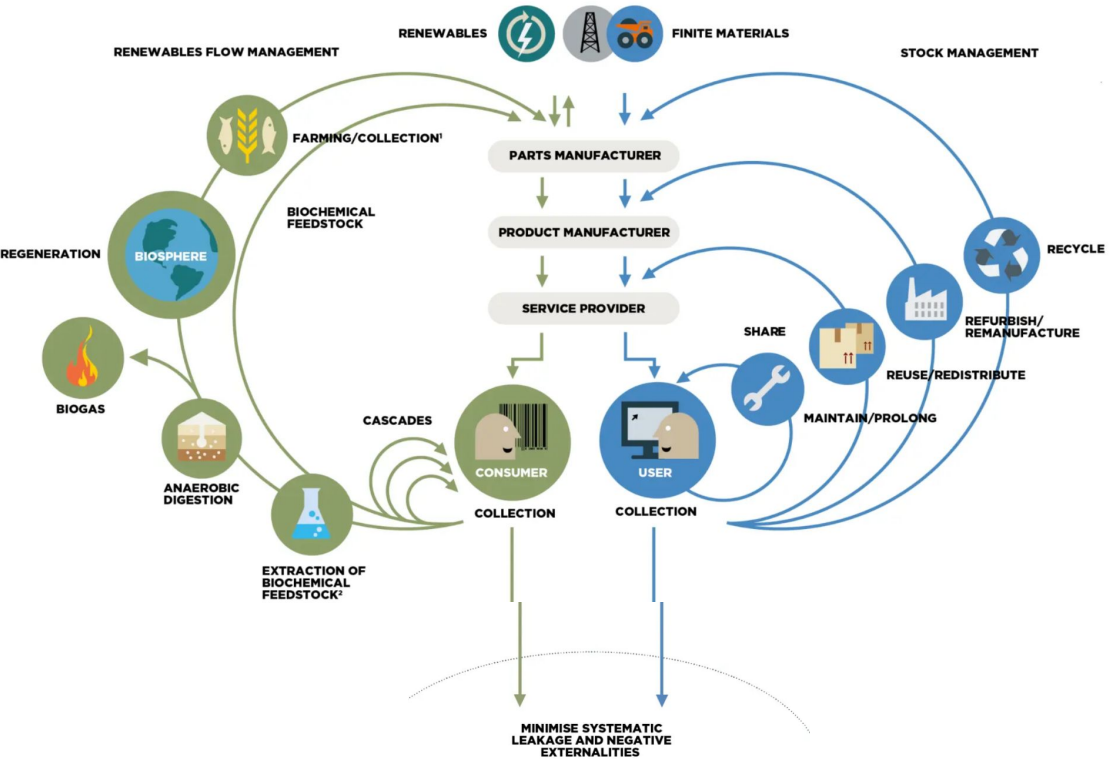 RENEWABLES
FINITE MATERIALS
RENEWABLES FLOW MANAGEMENT
STOCK MANAGEMENT
FARMING/COLLECTION¹
PARTS MANUFACTURER
BIOCHEMICAL
FEEDSTOCK
PRODUCT MANUFACTURER
REGENERATION
BIOSPHERE
RECYCLE
SERVICE PROVIDER
SHARE
REFURBISH/
REMANUFACTURE
REUSE/REDISTRIBUTE
BIOGAS
CASCADES
MAINTAIN/PROLONG
CONSUMER
USER
ANAEROBIC
DIGESTION
COLLECTION
COLLECTION
EXTRACTION OF
BIOCHEMICAL
FEEDSTOCK²
MINIMISE SYSTEMATIC
LEAKAGE AND NEGATIVE
EXTERNALITIES